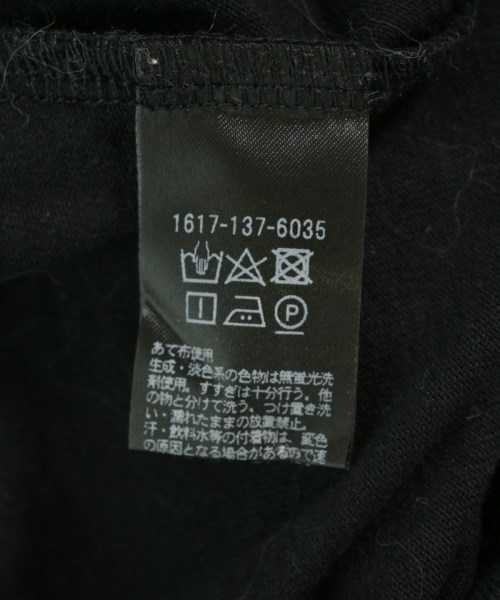 1617-137-6035
P
あて布使用
生成・淡色系の色物は無蛍光洗
剤使用。すすぎは十分行う。他
の物と分けて洗う。つけ置き洗
い・濡れたままの放置禁止。
汗・飲料水等の付着物は、変色
の原因となる場合があるので速